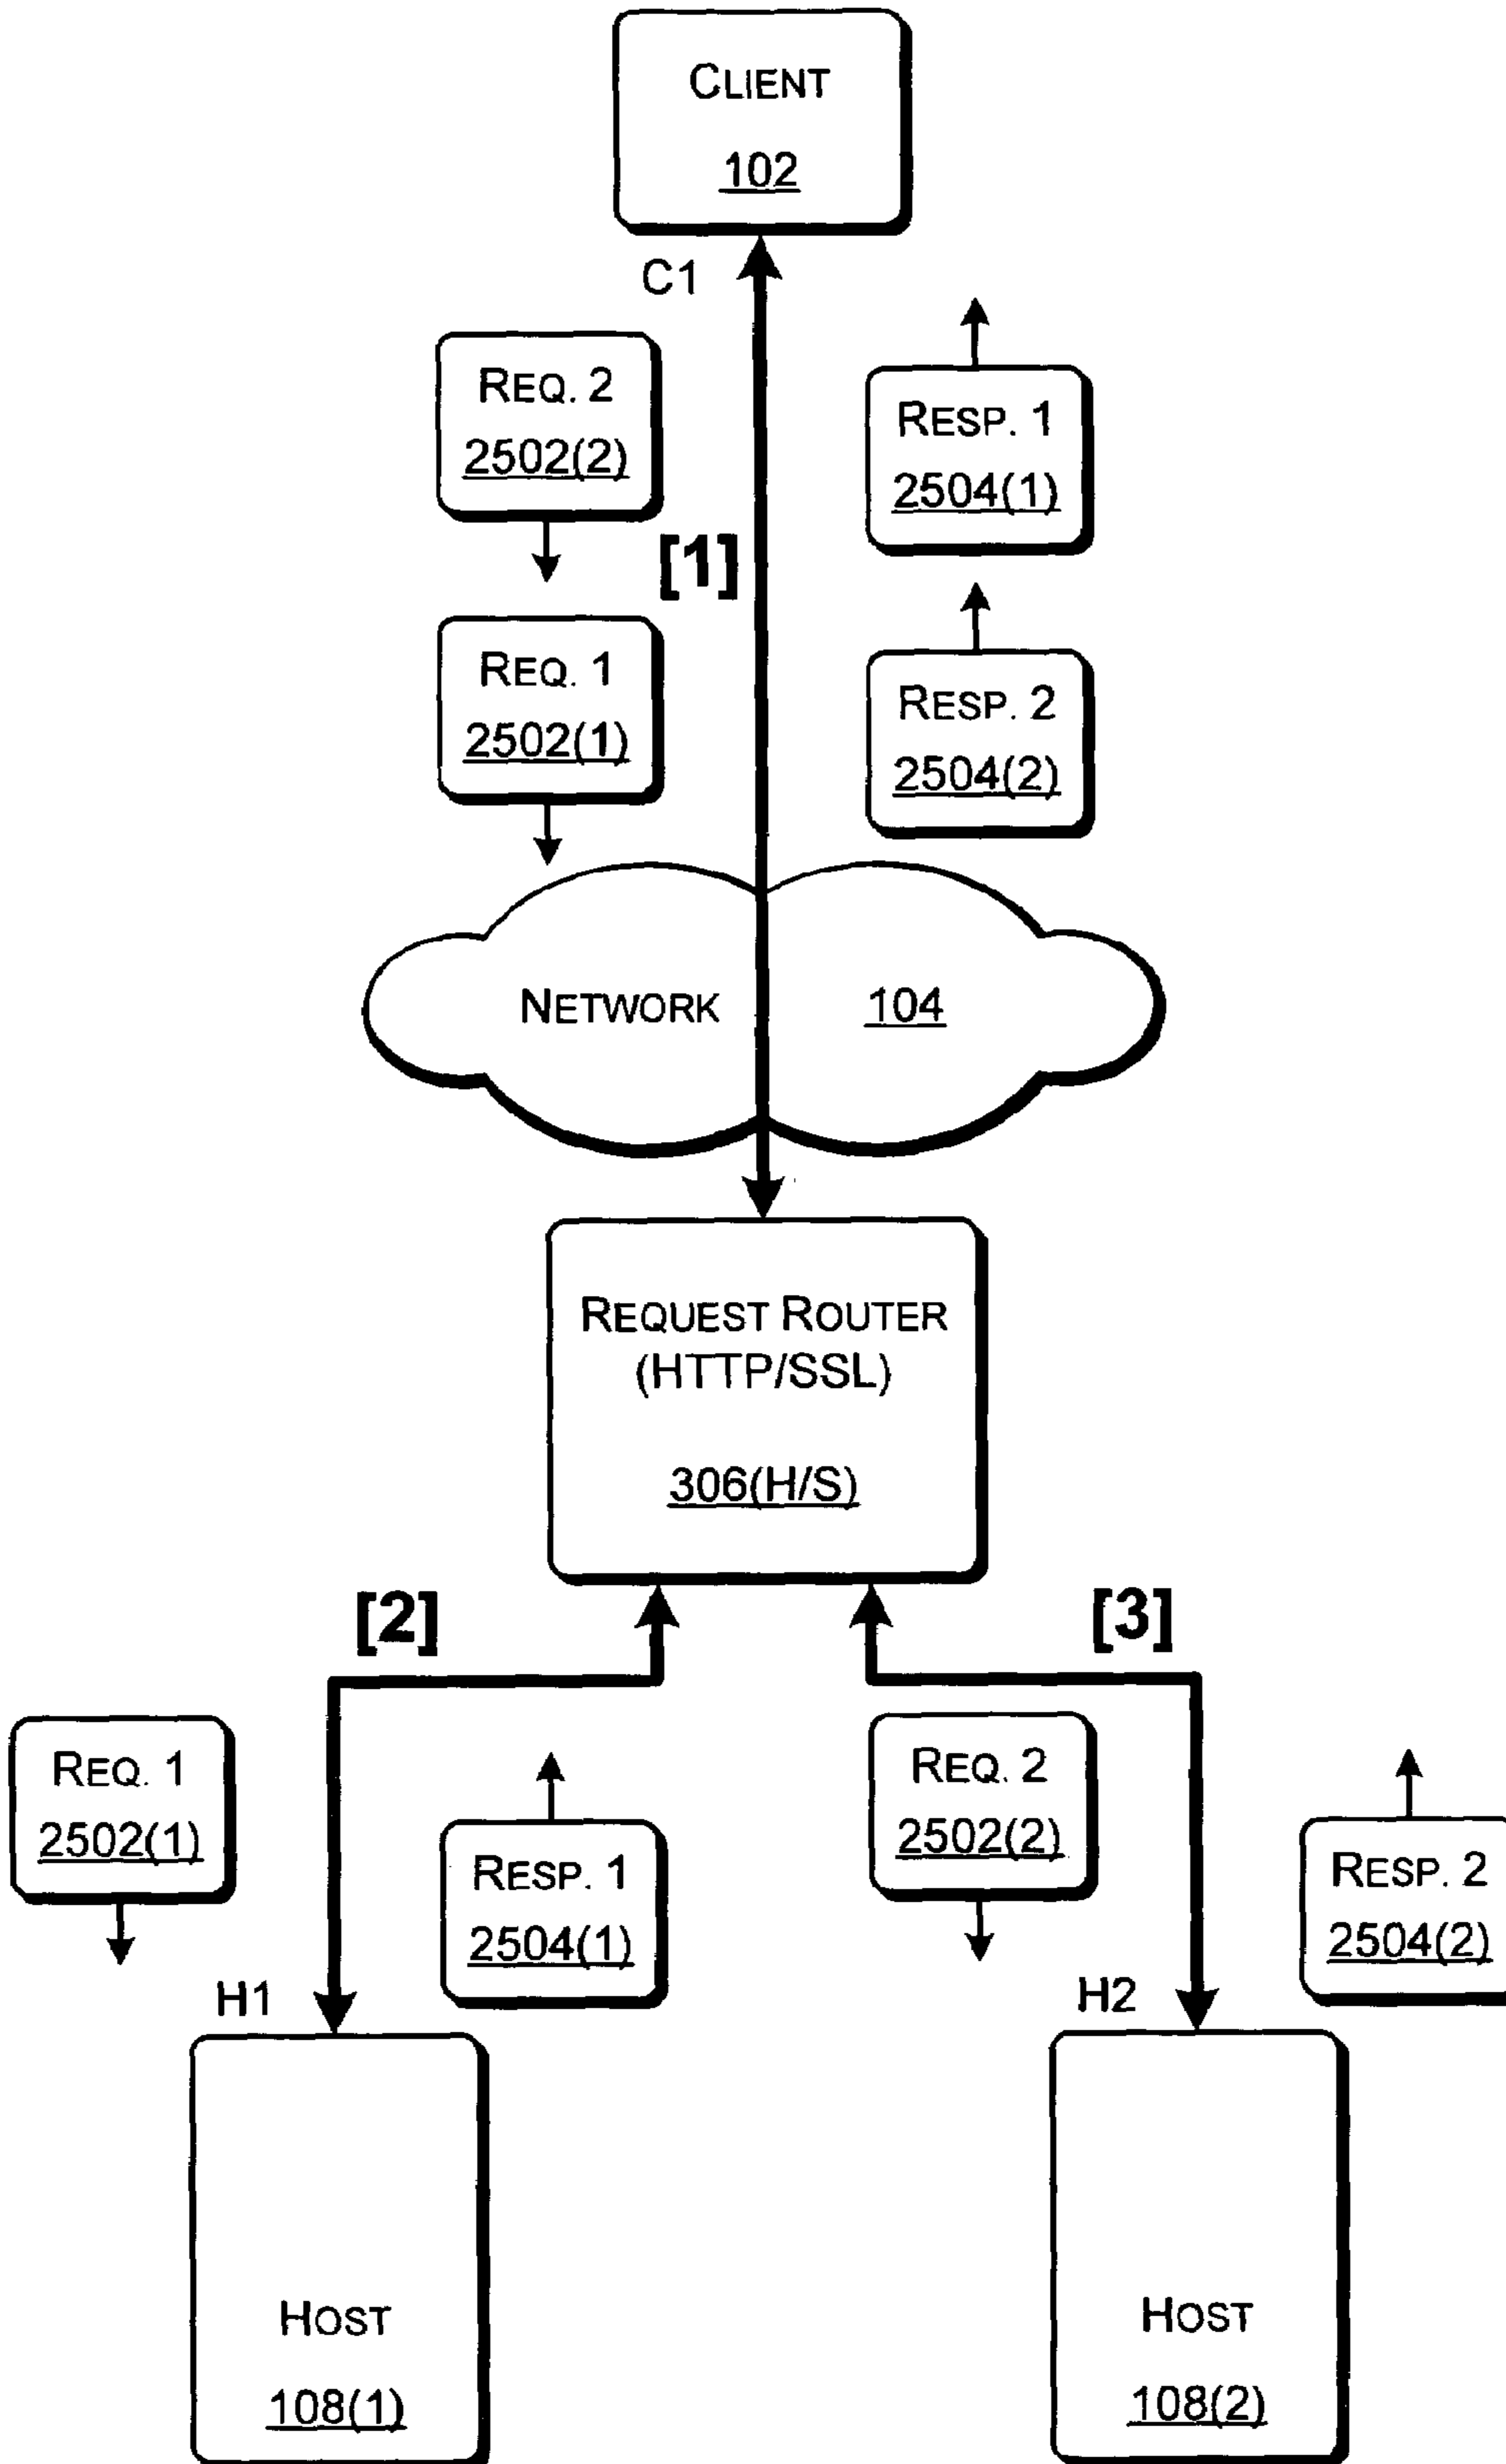 CLIENT
102
C1
REQ. 2
2502(2)
RESP. 1
2504(1)
[1]
REQ. 1
2502(1)
RESP. 2
2504(2)
NETWORK 104
REQUEST ROUTER
(HTTP/SSL)
306(H/S)
[2]
[3]
REQ. 1
2502(1)
RESP. 1
2504(1)
REQ. 2
2502(2)
RESP. 2
2504(2)
H1
H2
HOST
108(1)
HOST
108(2)